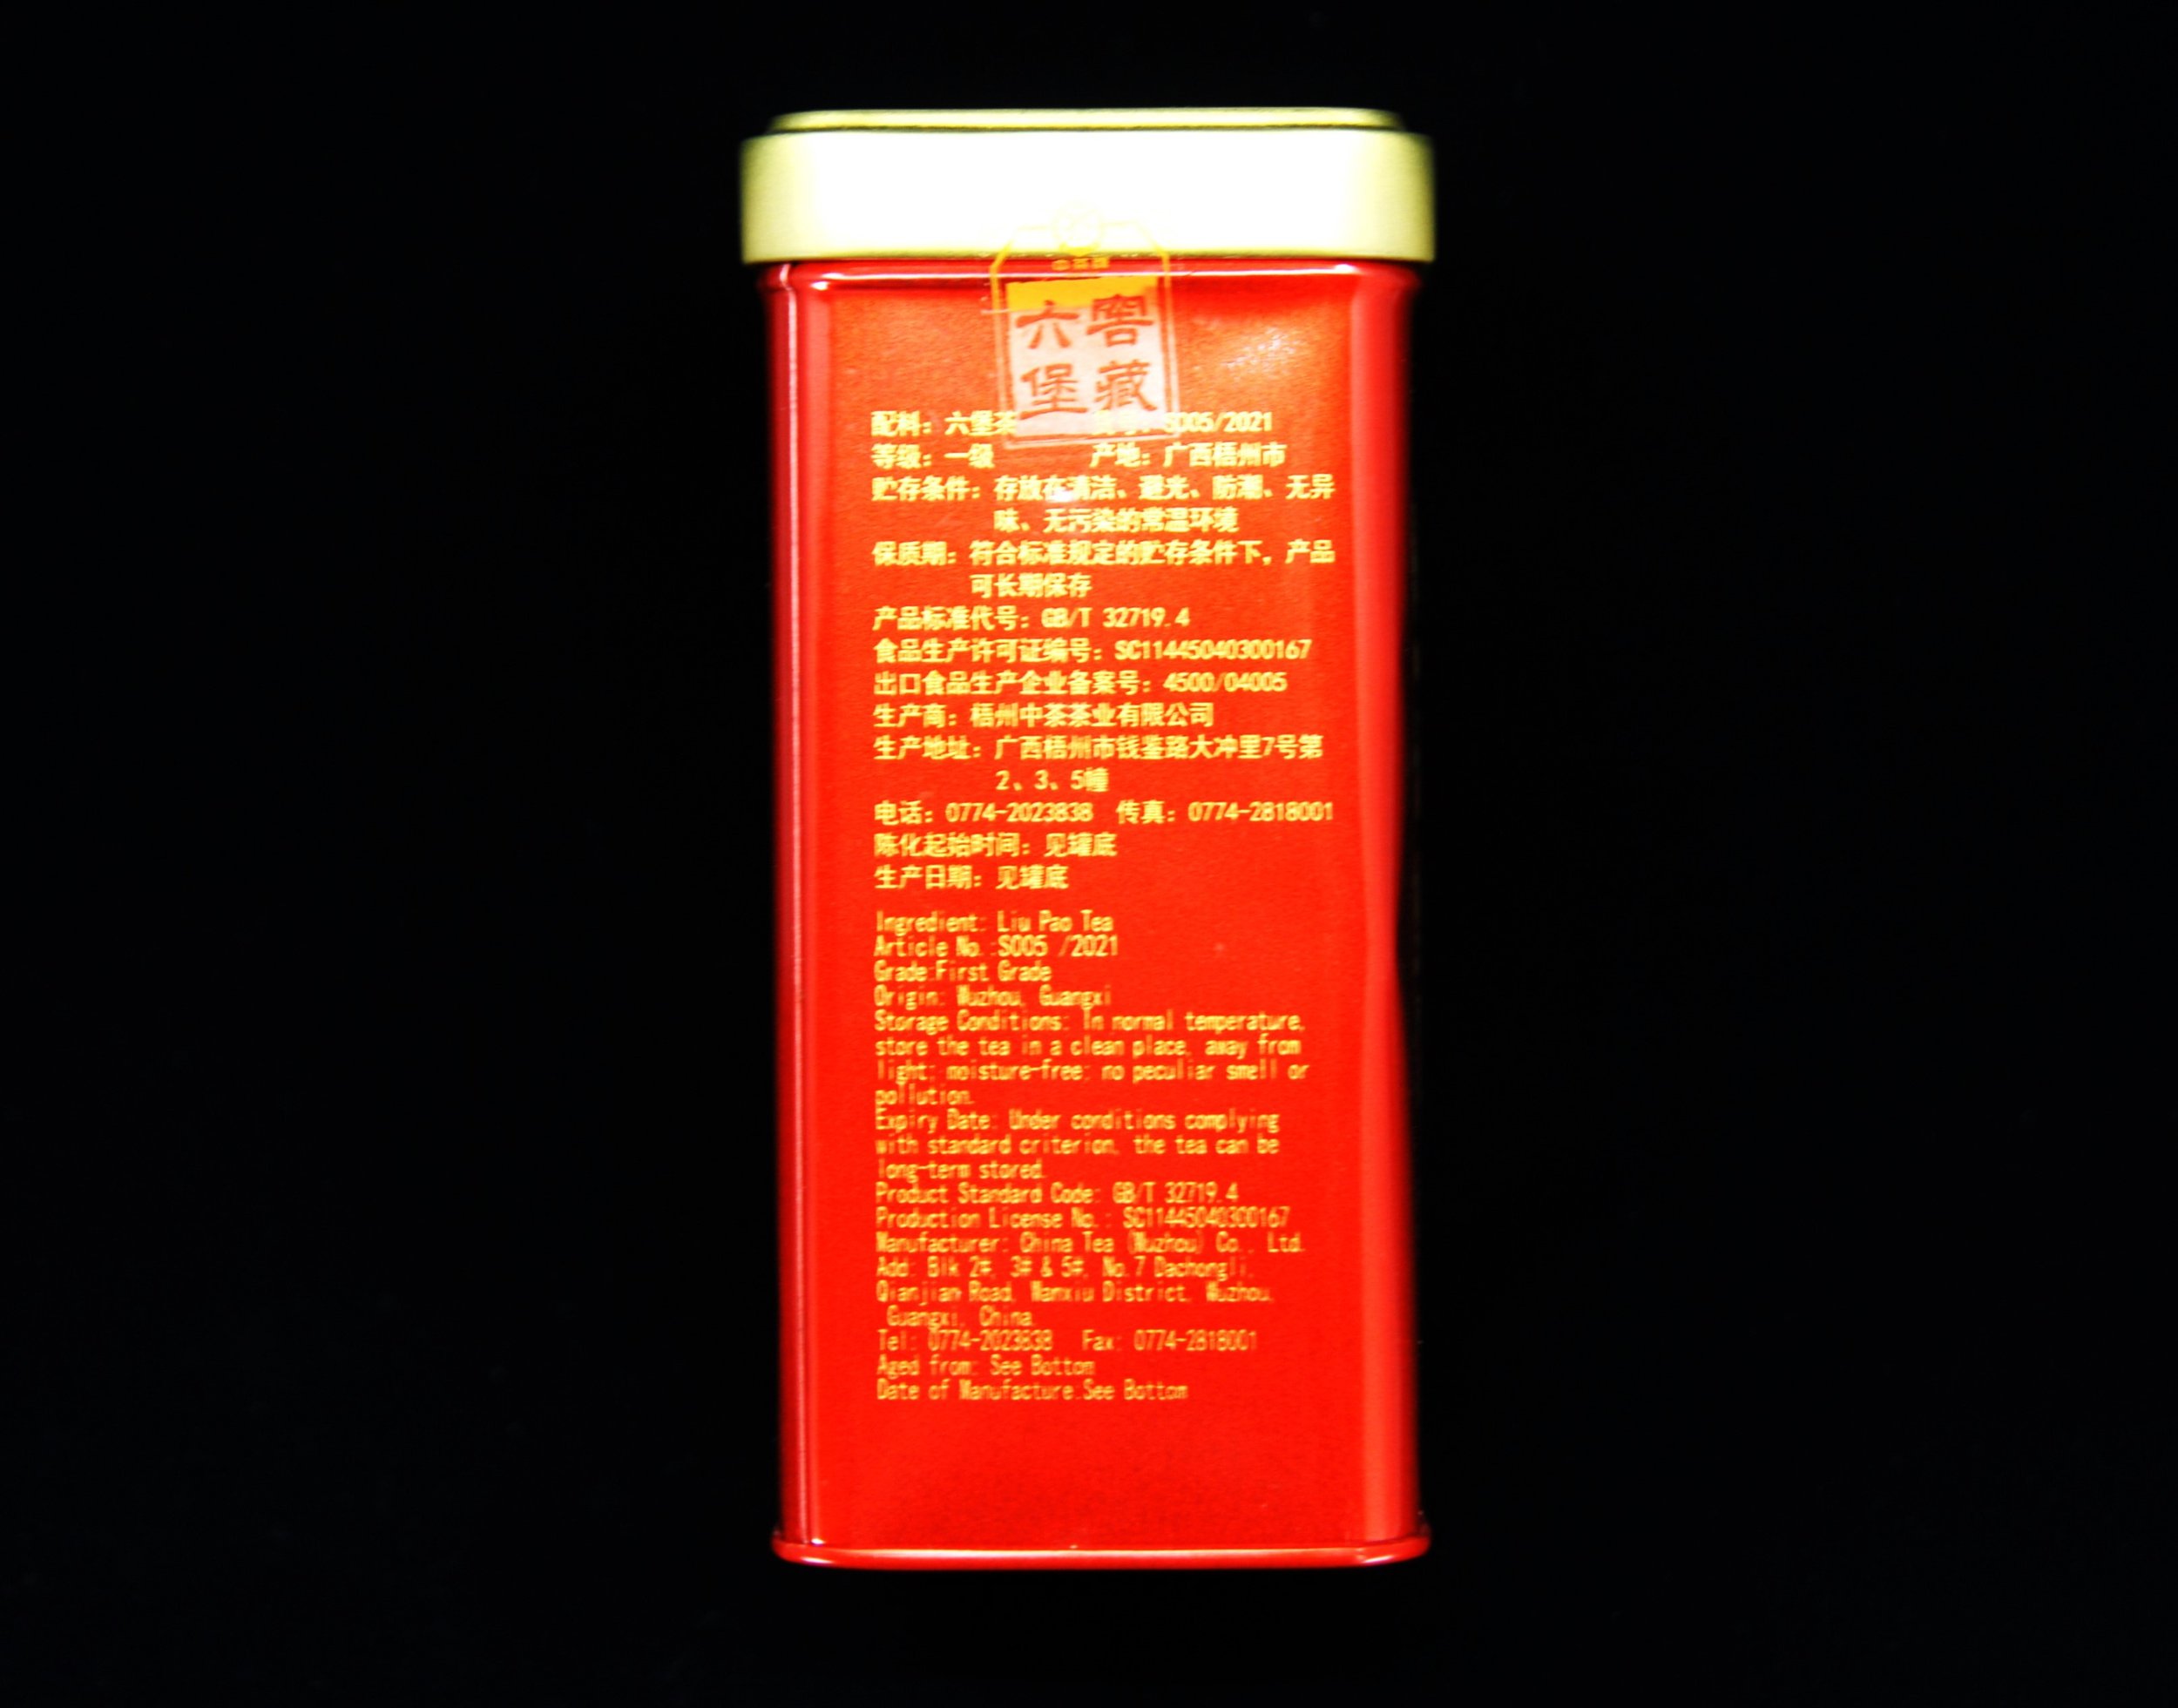 中茶牌
窖藏
六堡
配料：六堡茶 货号：S005/2021
等级：一级 产地：广西梧州市
贮存条件：存放在清洁、避光、防潮、无异
味、无污染的常温环境
保质期：符合标准规定的贮存条件下，产品
可长期保存
产品标准代号：GB/T 32719.4
食品生产许可证编号：SC11445040300167
出口食品生产企业备案号：4500/04005
生产商：梧州中茶茶业有限公司
生产地址：广西梧州市钱鉴路大冲里7号第
2、3、5幢
电话：0774-2023838 传真：0774-2818001
陈化起始时间：见罐底
生产日期：见罐底
Ingredient: Liu Pao Tea
Article No.:S005 /2021
Grade:First Grade
Origin: Wuzhou, Guangxi
Storage Conditions: In normal temperature,
store the tea in a clean place, away from
light; moisture-free; no peculiar smell or
pollution.
Expiry Date: Under conditions complying
with standard criterion, the tea can be
long-term stored.
Product Standard Code: GB/T 32719.4
Production License No.: SC11445040300167
Manufacturer: China Tea (Wuzhou) Co., Ltd.
Add: Blk 2#, 3# & 5#, No.7 Dachongli,
Qianjian Road, Wanxiu District, Wuzhou,
Guangxi, China.
Tel: 0774-2023838 Fax: 0774-2818001
Aged from: See Bottom
Date of Manufacture:See Bottom